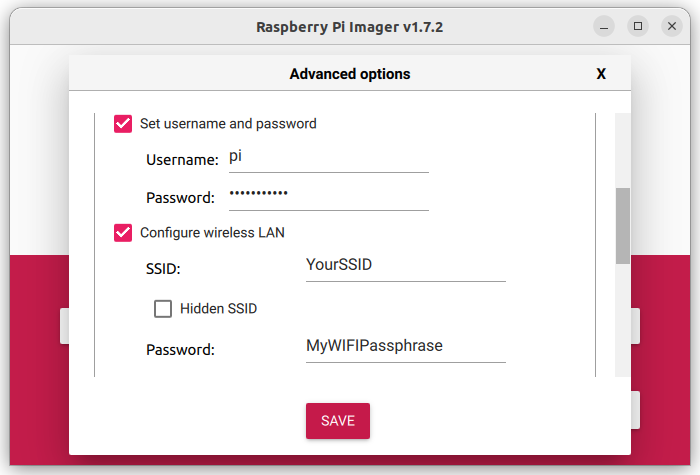 Raspberry Pi Imager v1.7.2
Advanced options X
Set username and password
Username: pi
Password: •••••••••••
Configure wireless LAN
SSID: YourSSID
Hidden SSID
Password: MyWIFIPassphrase
SAVE